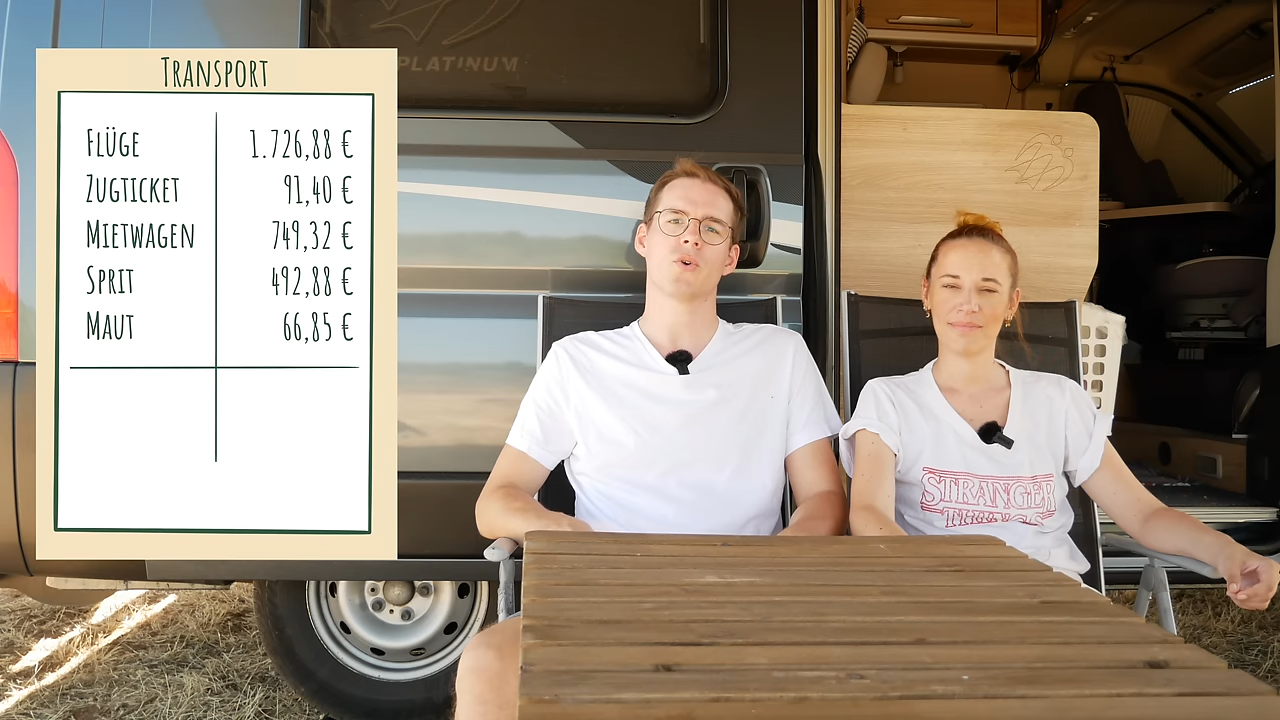 Transport
Flüge 1.726,88 €
Zugticket 91,40 €
Mietwagen 749,32 €
Sprit 492,88 €
Maut 66,85 €
PLATINUM
STRANGER
THINGS